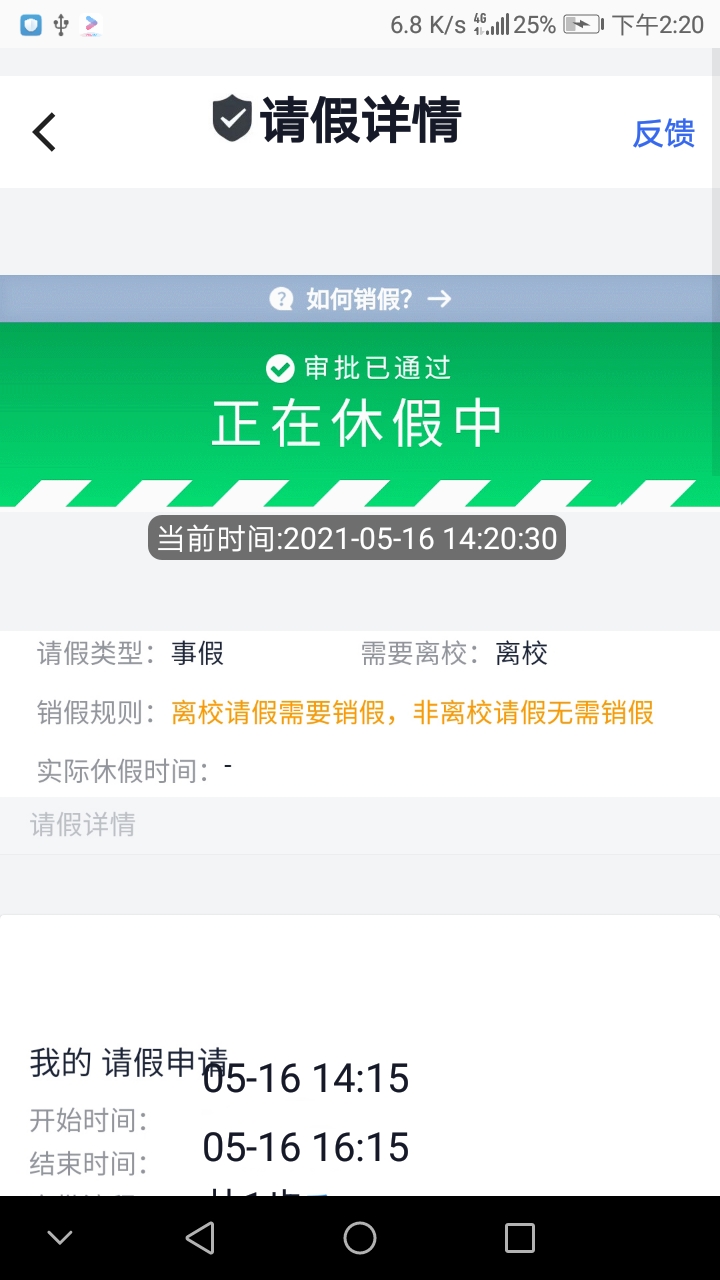 6.8 K/s 4G 25% 下午2:20
请假详情
反馈
如何销假? →
审批已通过
正在休假中
当前时间:2021-05-16 14:20:30
请假类型: 事假 需要离校: 离校
销假规则: 离校请假需要销假，非离校请假无需销假
实际休假时间: -
请假详情
我的 请假申请
05-16 14:15
开始时间:
05-16 16:15
结束时间: